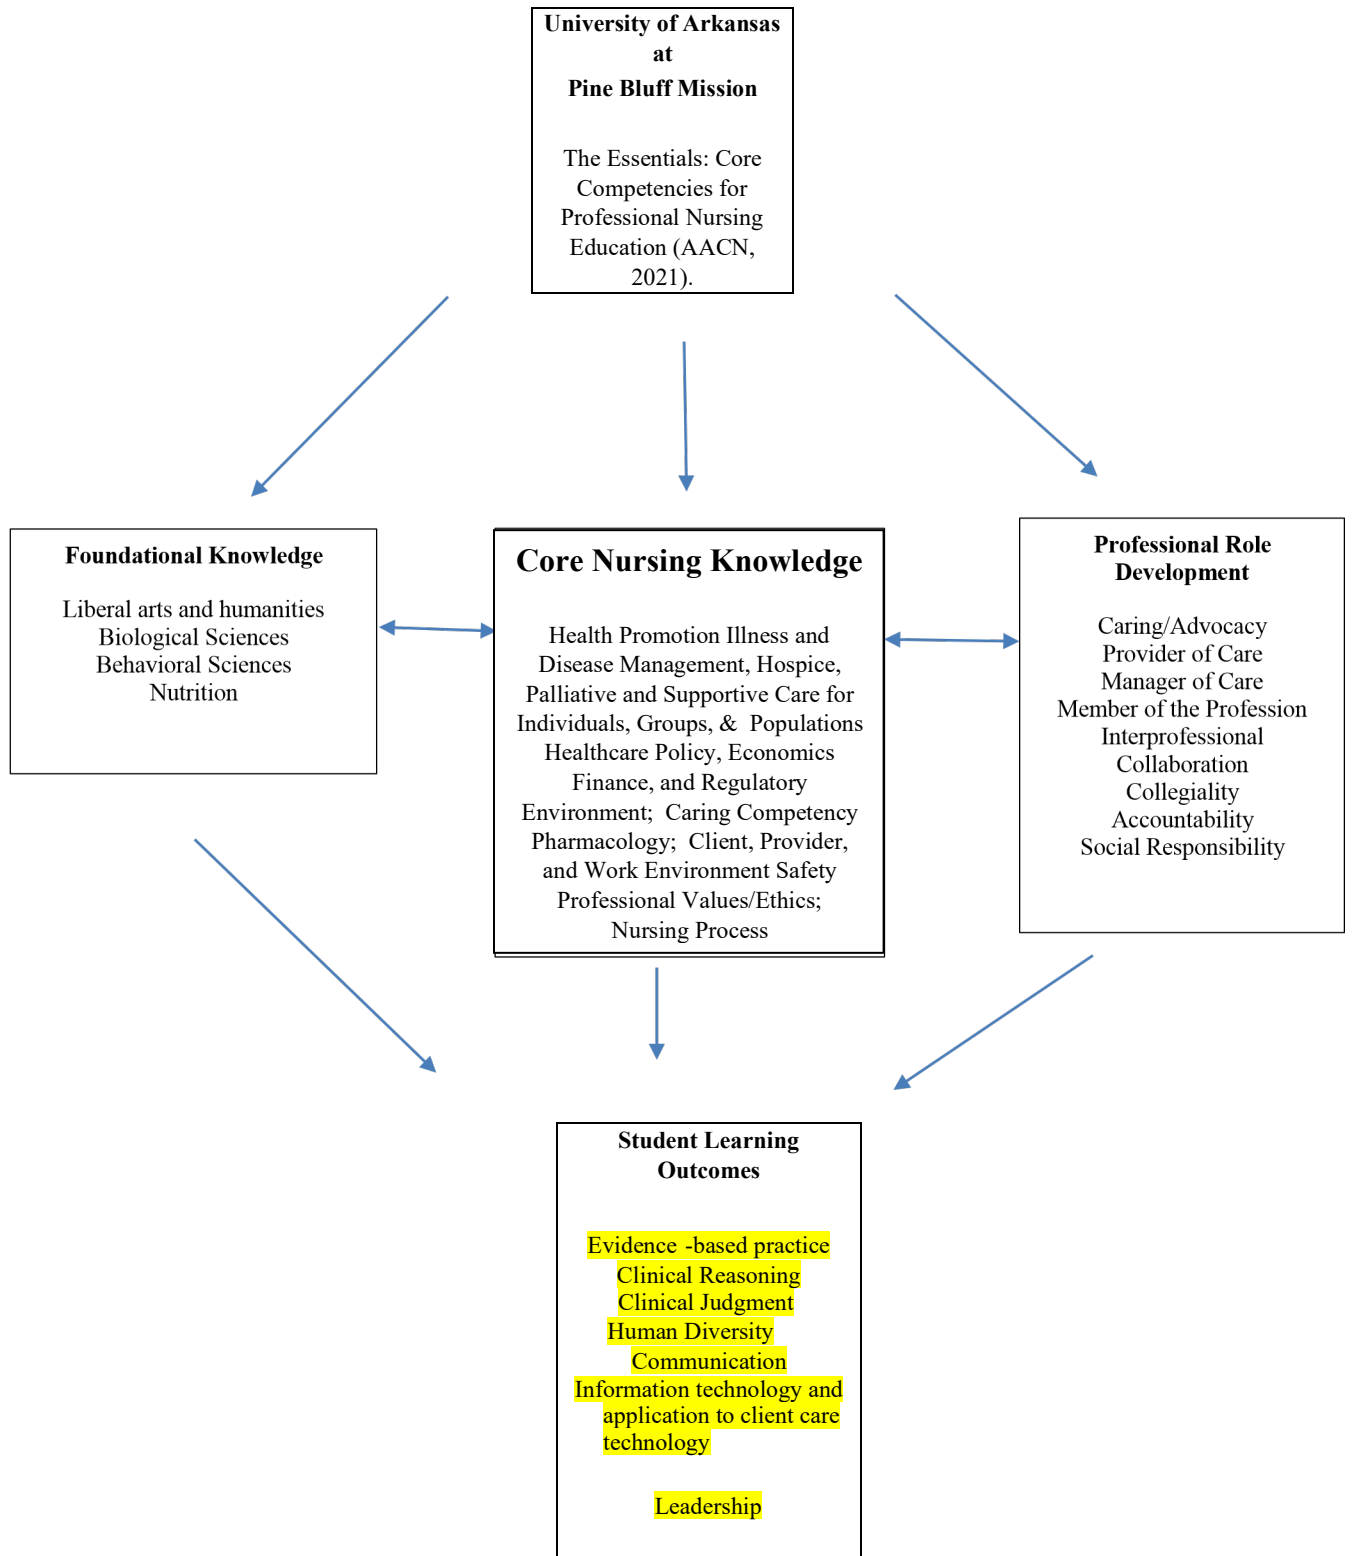 University of Arkansas
at
Pine Bluff Mission
The Essentials: Core
Competencies for
Professional Nursing
Education (AACN,
2021).
Foundational Knowledge
Liberal arts and humanities
Biological Sciences
Behavioral Sciences
Nutrition
Core Nursing Knowledge
Health Promotion Illness and
Disease Management, Hospice,
Palliative and Supportive Care for
Individuals, Groups, & Populations
Healthcare Policy, Economics
Finance, and Regulatory
Environment; Caring Competency
Pharmacology; Client, Provider,
and Work Environment Safety
Professional Values/Ethics;
Nursing Process
Professional Role
Development
Caring/Advocacy
Provider of Care
Manager of Care
Member of the Profession
Interprofessional
Collaboration
Collegiality
Accountability
Social Responsibility
Student Learning
Outcomes
Evidence -based practice
Clinical Reasoning
Clinical Judgment
Human Diversity
Communication
Information technology and
application to client care
technology
Leadership